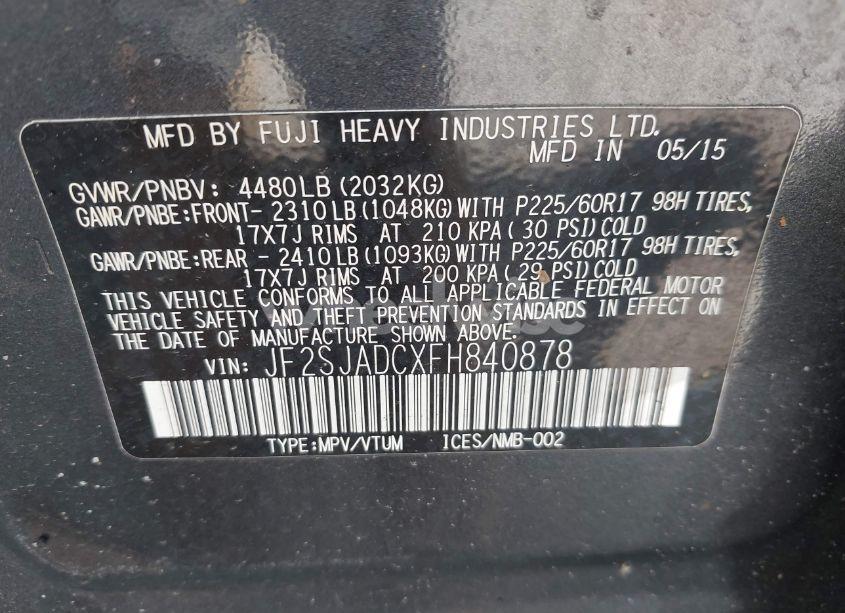 MFD BY FUJI HEAVY INDUSTRIES LTD.
MFD IN 05/15
GVWR/PNBV: 4480LB (2032KG)
GAWR/PNBE:FRONT- 2310LB (1048KG) WITH P225/60R17 98H TIRES,
17X7J RIMS AT 210 KPA (30 PSI) COLD
GAWR/PNBE:REAR - 2410LB (1093KG) WITH P225/60R17 98H TIRES,
17X7J RIMS AT 200 KPA (29 PSI) COLD
THIS VEHICLE CONFORMS TO ALL APPLICABLE FEDERAL MOTOR
VEHICLE SAFETY AND THEFT PREVENTION STANDARDS IN EFFECT ON
THE DATE OF MANUFACTURE SHOWN ABOVE.
VIN: JF2SJADCXFH840878
TYPE:MPV/VTUM ICES/NMB-002